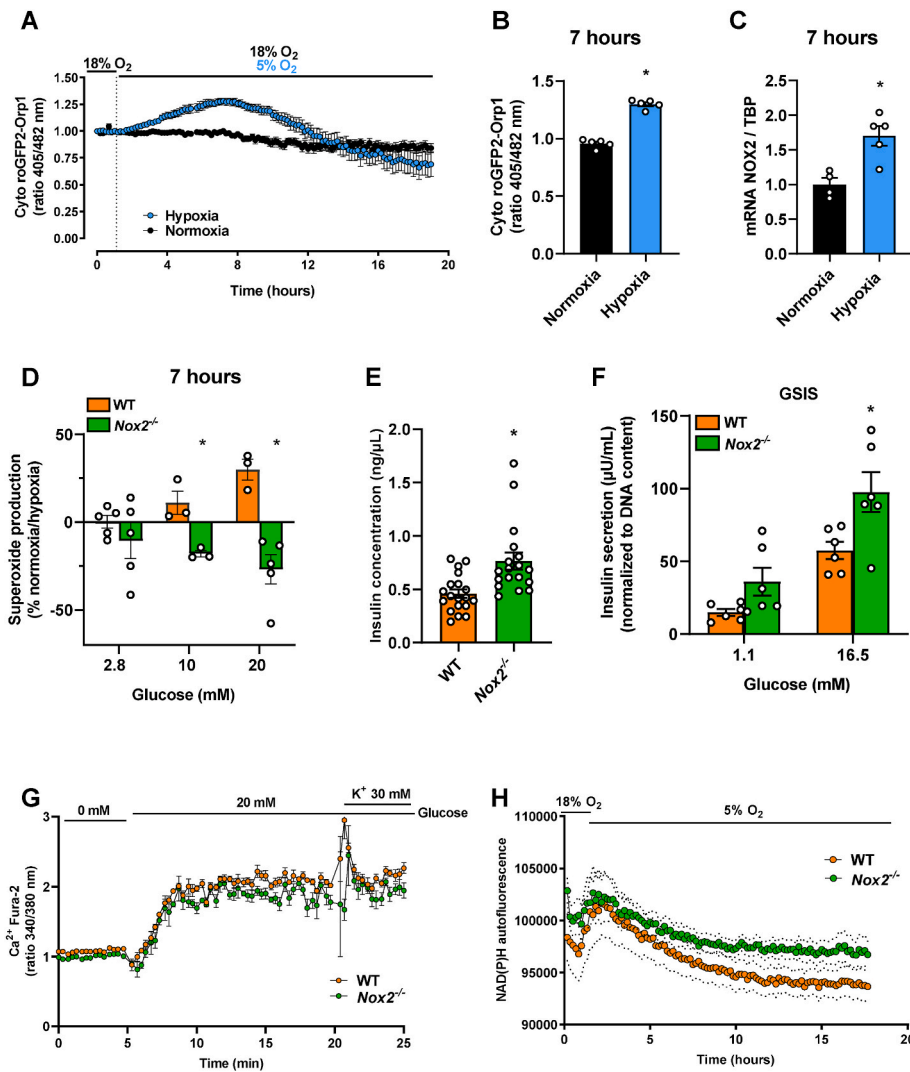 A
18% O2
18% O2
5% O2
Cyto roGFP2-Orp1
(ratio 405/482 nm)
1.50
1.25
1.00
0.75
0.50
0.25
0.00
Hypoxia
Normoxia
0 4 8 12 16 20
Time (hours)
B
7 hours
Cyto roGFP2-Orp1
(ratio 405/482 nm)
1.5
1.0
0.5
0.0
*
Normoxia
Hypoxia
C
7 hours
mRNA NOX2 / TBP
2.5
2.0
1.5
1.0
0.5
0.0
*
Normoxia
Hypoxia
D
7 hours
WT
Nox2-/-
Superoxide production
(% normoxia/hypoxia)
50
25
0
-25
-50
* *
2.8 10 20
Glucose (mM)
E
Insulin concentration (ng/µL)
2.0
1.5
1.0
0.5
0.0
*
WT
Nox2-/-
F
GSIS
WT
Nox2-/-
Insulin secretion (µU/mL)
(normalized to DNA content)
150
100
50
0
*
1.1 16.5
Glucose (mM)
G
K+ 30 mM
0 mM 20 mM
Glucose
Ca2+ Fura-2
(ratio 340/380 nm)
3
2
1
0
WT
Nox2-/-
0 5 10 15 20 25
Time (min)
H
18% O2
5% O2
NAD(P)H autofluorescence
110000
105000
100000
95000
90000
WT
Nox2-/-
0 5 10 15 20
Time (hours)